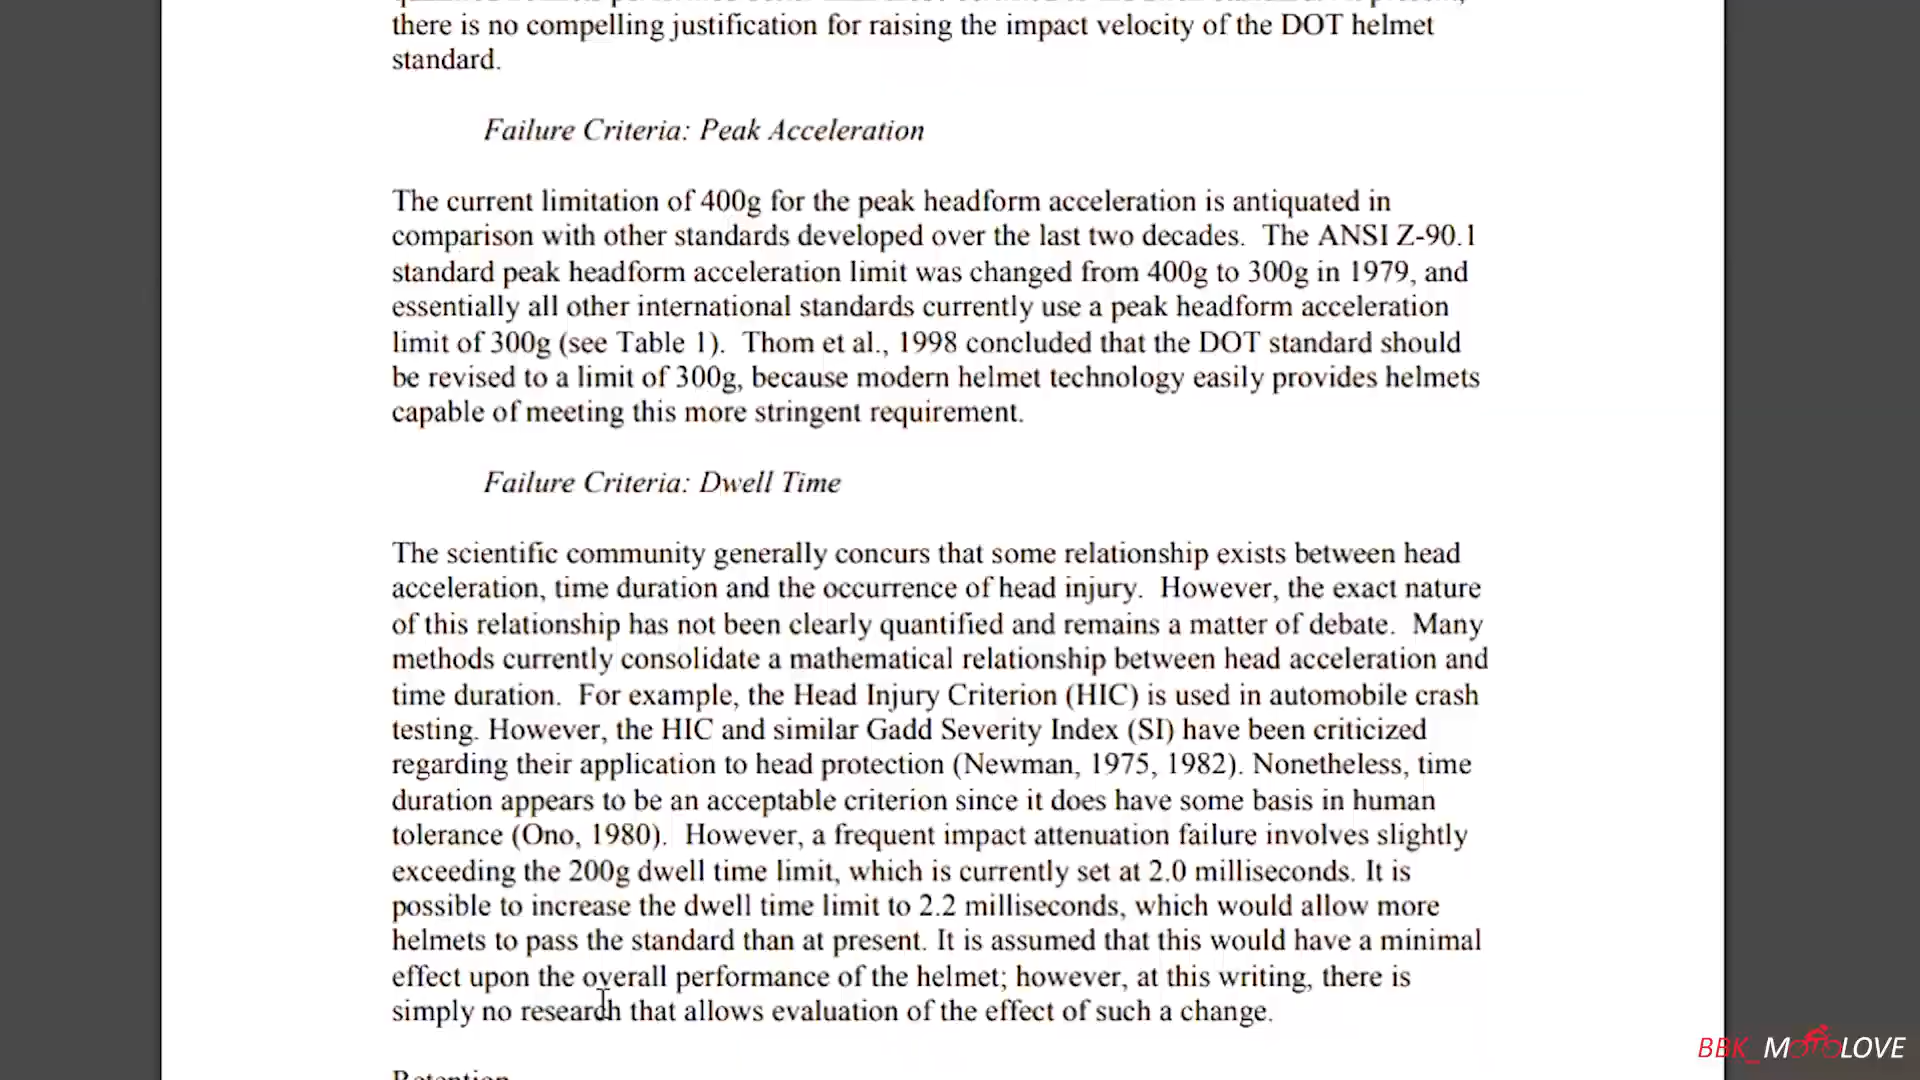 there is no compelling justification for raising the impact velocity of the DOT helmet
standard.
Failure Criteria: Peak Acceleration
The current limitation of 400g for the peak headform acceleration is antiquated in
comparison with other standards developed over the last two decades. The ANSI Z-90.1
standard peak headform acceleration limit was changed from 400g to 300g in 1979, and
essentially all other international standards currently use a peak headform acceleration
limit of 300g (see Table 1). Thom et al., 1998 concluded that the DOT standard should
be revised to a limit of 300g, because modern helmet technology easily provides helmets
capable of meeting this more stringent requirement.
Failure Criteria: Dwell Time
The scientific community generally concurs that some relationship exists between head
acceleration, time duration and the occurrence of head injury. However, the exact nature
of this relationship has not been clearly quantified and remains a matter of debate. Many
methods currently consolidate a mathematical relationship between head acceleration and
time duration. For example, the Head Injury Criterion (HIC) is used in automobile crash
testing. However, the HIC and similar Gadd Severity Index (SI) have been criticized
regarding their application to head protection (Newman, 1975, 1982). Nonetheless, time
duration appears to be an acceptable criterion since it does have some basis in human
tolerance (Ono, 1980). However, a frequent impact attenuation failure involves slightly
exceeding the 200g dwell time limit, which is currently set at 2.0 milliseconds. It is
possible to increase the dwell time limit to 2.2 milliseconds, which would allow more
helmets to pass the standard than at present. It is assumed that this would have a minimal
effect upon the overall performance of the helmet; however, at this writing, there is
simply no research that allows evaluation of the effect of such a change.
Retention
BBK_MOTOLOVE